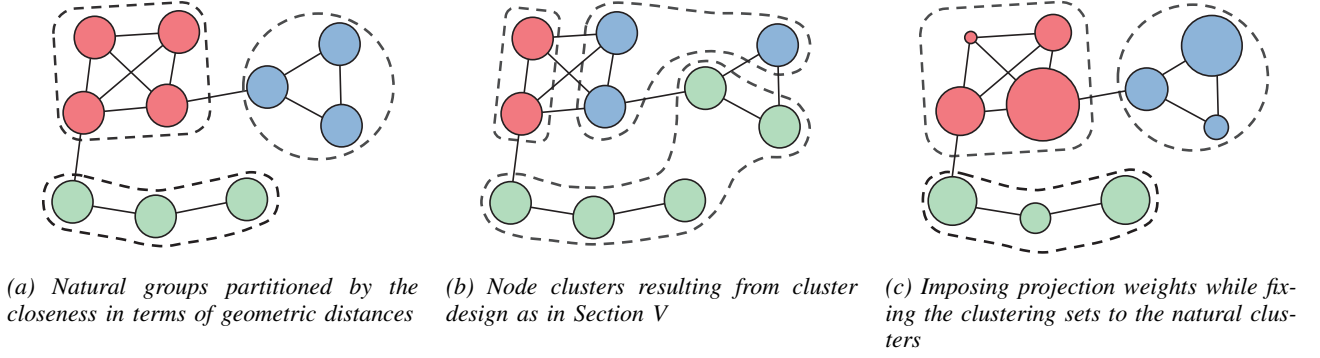 (a) Natural groups partitioned by the
closeness in terms of geometric distances
(b) Node clusters resulting from cluster
design as in Section V
(c) Imposing projection weights while fix-
ing the clustering sets to the natural clus-
ters